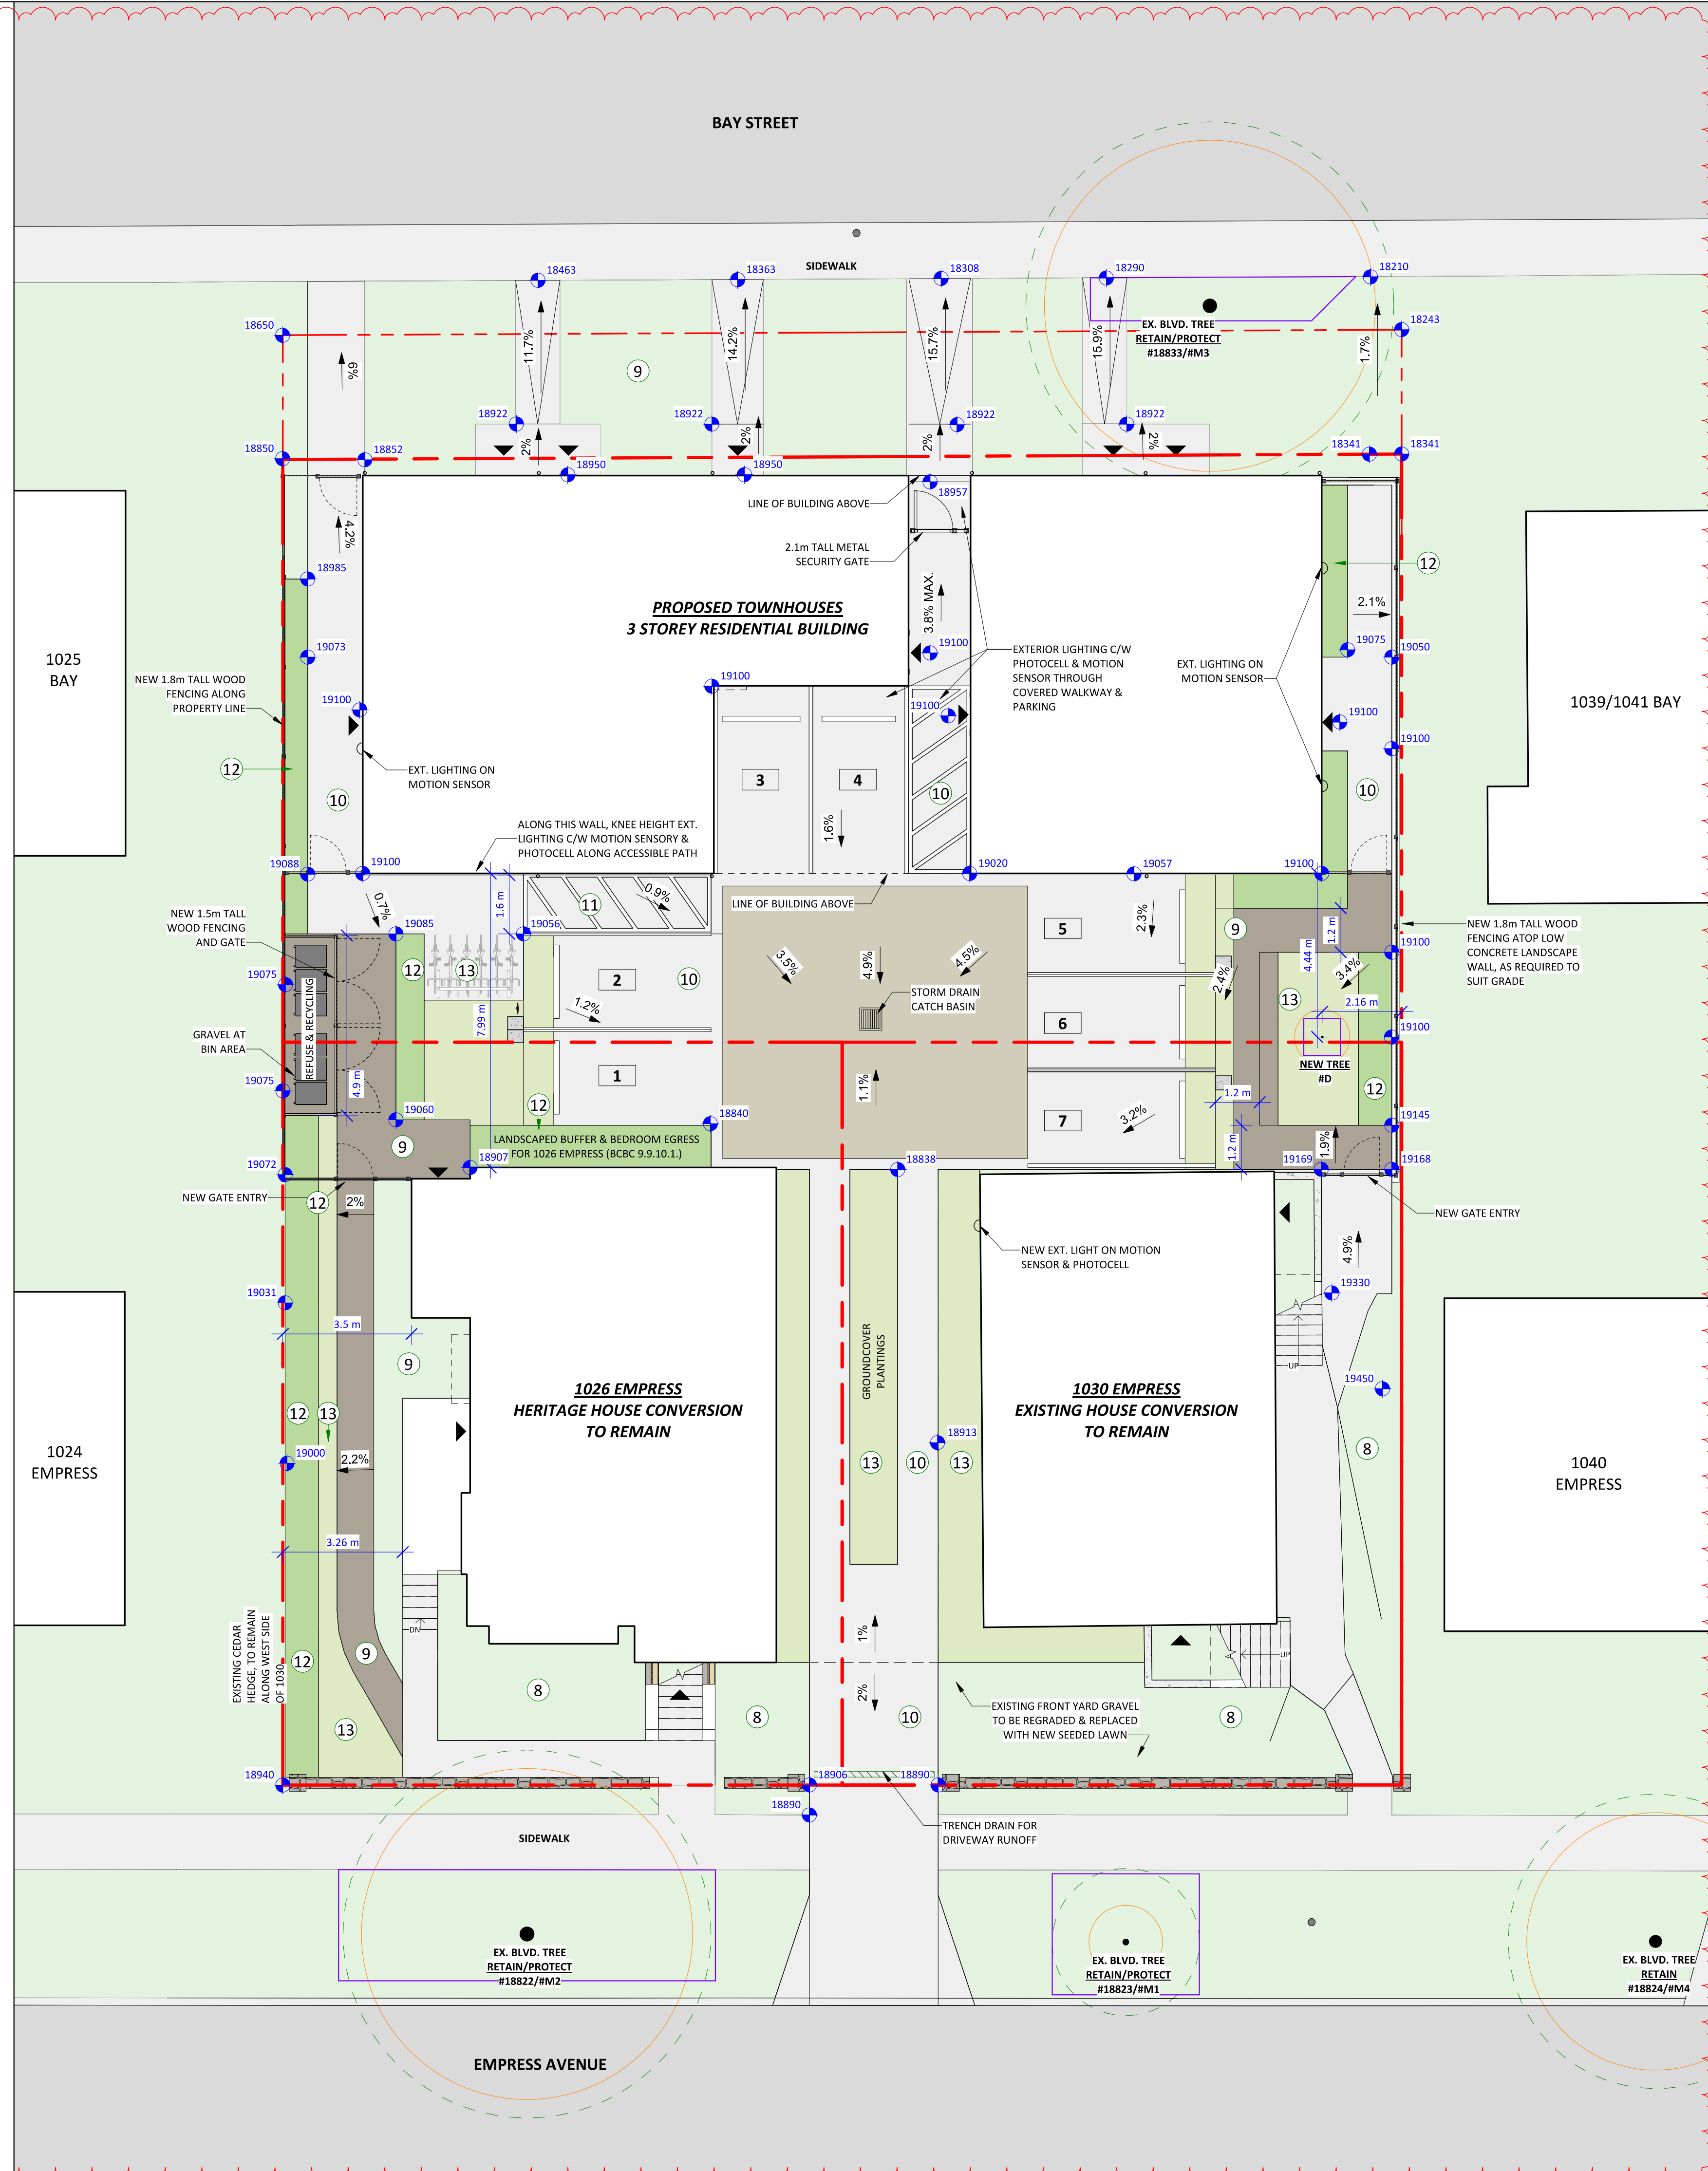 BAY STREET
SIDEWALK
18463
18363
18308
18290
18210
18650
18243
EX. BLVD. TREE
RETAIN/PROTECT
#18833/#M3
6%
11.7%
14.2%
15.7%
15.9%
1.7%
9
18922
18922
18922
18922
2%
2%
2%
2%
18850
18852
18341
18341
18950
18950
18957
LINE OF BUILDING ABOVE
2.1m TALL METAL
SECURITY GATE
4.2%
18985
12
PROPOSED TOWNHOUSES
3 STOREY RESIDENTIAL BUILDING
3.8% MAX.
2.1%
19073
19100
19075
19050
1025
BAY
NEW 1.8m TALL WOOD
FENCING ALONG
PROPERTY LINE
EXTERIOR LIGHTING C/W
PHOTOCELL & MOTION
SENSOR THROUGH
COVERED WALKWAY &
PARKING
EXT. LIGHTING ON
MOTION SENSOR
1039/1041 BAY
19100
19100
19100
19100
19100
12
EXT. LIGHTING ON
MOTION SENSOR
10
3
4
10
10
ALONG THIS WALL, KNEE HEIGHT EXT.
LIGHTING C/W MOTION SENSORY &
PHOTOCELL ALONG ACCESSIBLE PATH
1.6%
19088
19100
19020
19057
19100
NEW 1.5m TALL
WOOD FENCING
AND GATE
0.7%
1.6 m
11
0.9%
LINE OF BUILDING ABOVE
19085
19056
5
2.3%
9
1.2 m
4.44 m
NEW 1.8m TALL WOOD
FENCING ATOP LOW
CONCRETE LANDSCAPE
WALL, AS REQUIRED TO
SUIT GRADE
19100
12
13
2
10
3.5%
4.9%
4.5%
2.4%
3.4%
19075
REFUSE & RECYCLING
1.2%
7.99 m
STORM DRAIN
CATCH BASIN
6
13
2.16 m
GRAVEL AT
BIN AREA
19100
NEW TREE
#D
19075
4.9 m
1
1.1%
1.2 m
12
19060
12
18840
7
3.2%
1.2 m
1.9%
19145
9
LANDSCAPED BUFFER & BEDROOM EGRESS
FOR 1026 EMPRESS (BCBC 9.9.10.1.)
19072
18907
18838
19169
19168
NEW GATE ENTRY
12
2%
NEW GATE ENTRY
NEW EXT. LIGHT ON MOTION
SENSOR & PHOTOCELL
4.9%
19330
19031
3.5 m
9
GROUNDCOVER
PLANTINGS
UP
1026 EMPRESS
HERITAGE HOUSE CONVERSION
TO REMAIN
1030 EMPRESS
EXISTING HOUSE CONVERSION
TO REMAIN
19450
12
13
18913
8
1024
EMPRESS
19000
2.2%
13
10
13
1040
EMPRESS
3.26 m
DN
EXISTING CEDAR
HEDGE, TO REMAIN
ALONG WEST SIDE
OF 1030
12
9
1%
UP
8
2%
13
8
10
EXISTING FRONT YARD GRAVEL
TO BE REGRADED & REPLACED
WITH NEW SEEDED LAWN
8
18940
18906
18890
18890
TRENCH DRAIN FOR
DRIVEWAY RUNOFF
SIDEWALK
EX. BLVD. TREE
RETAIN/PROTECT
#18822/#M2
EX. BLVD. TREE
RETAIN/PROTECT
#18823/#M1
EX. BLVD. TREE
RETAIN
#18824/#M4
EMPRESS AVENUE